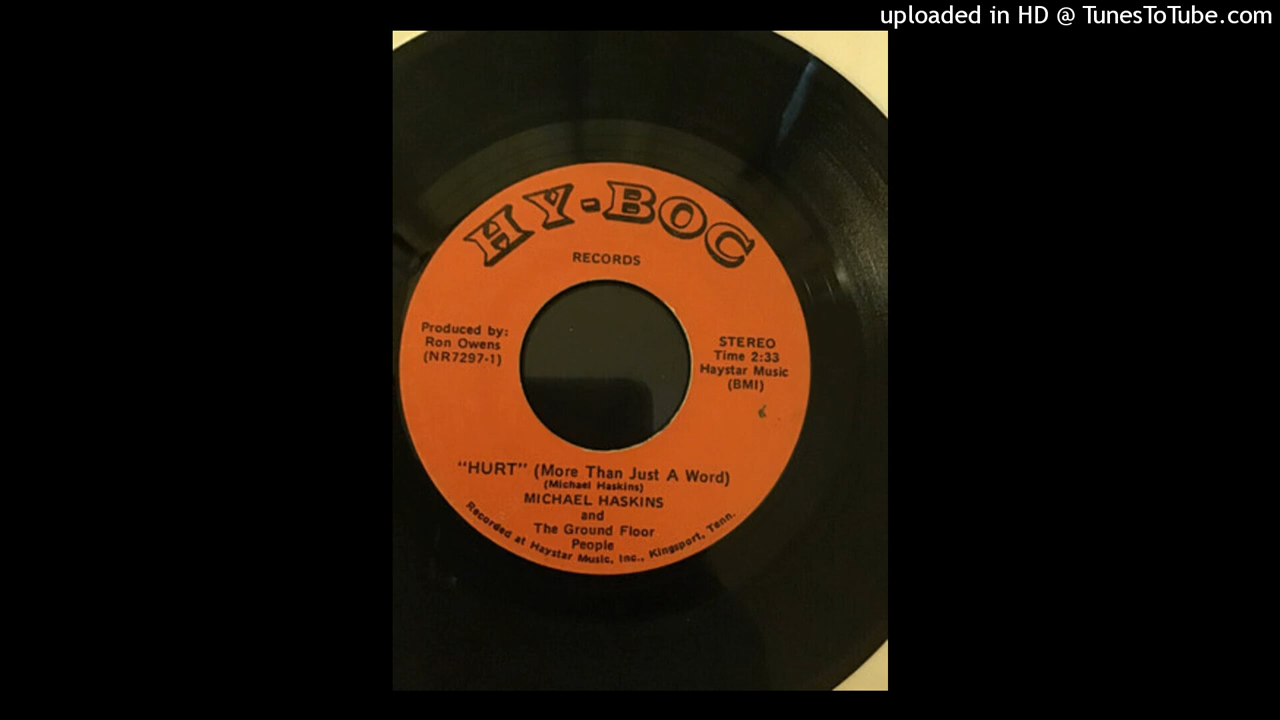 uploaded in HD @ TunesToTube.com
HY-BOC
RECORDS
Produced by:
Ron Owens
(NR7297-1)
STEREO
Time 2:33
Haystar Music
(BMI)
"HURT" (More Than Just A Word)
(Michael Haskins)
MICHAEL HASKINS
and
The Ground Floor
People
Recorded at Haystar Music, Inc., Kingsport, Tenn.